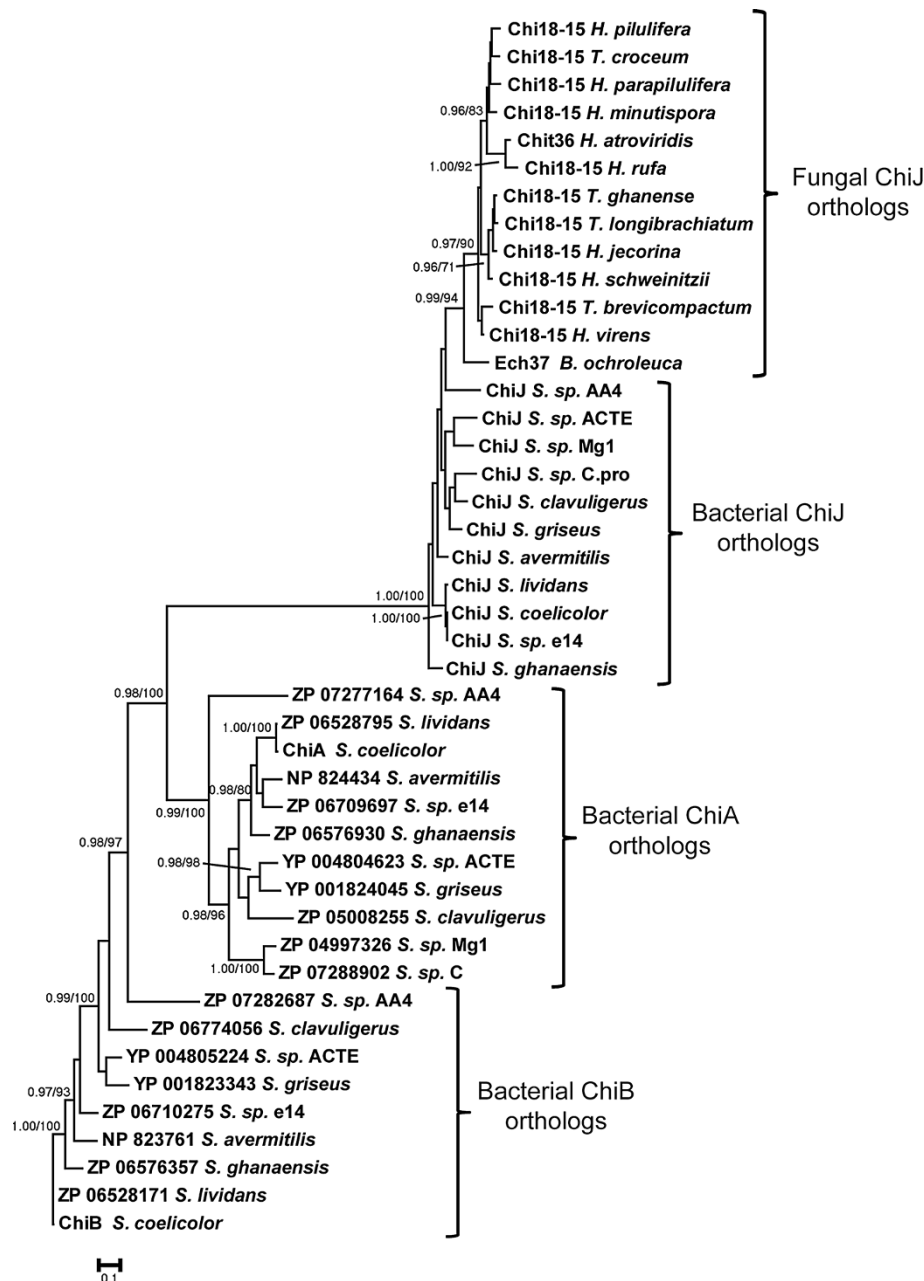 Chi18-15 H. pilulifera
Chi18-15 T. croceum
Chi18-15 H. parapilulifera
0.96/83
Chi18-15 H. minutispora
Chit36 H. atroviridis
1.00/92
Chi18-15 H. rufa
Fungal ChiJ
orthologs
Chi18-15 T. ghanense
Chi18-15 T. longibrachiatum
0.97/90
Chi18-15 H. jecorina
0.96/71
Chi18-15 H. schweinitzii
0.99/94
Chi18-15 T. brevicompactum
Chi18-15 H. virens
Ech37 B. ochroleuca
ChiJ S. sp. AA4
ChiJ S. sp. ACTE
ChiJ S. sp. Mg1
ChiJ S. sp. C.pro
ChiJ S. clavuligerus
Bacterial ChiJ
orthologs
ChiJ S. griseus
ChiJ S. avermitilis
ChiJ S. lividans
1.00/100
ChiJ S. coelicolor
1.00/100
ChiJ S. sp. e14
ChiJ S. ghanaensis
0.98/100
ZP 07277164 S. sp. AA4
ZP 06528795 S. lividans
1.00/100
ChiA S. coelicolor
NP 824434 S. avermitilis
0.98/80
ZP 06709697 S. sp. e14
0.99/100
ZP 06576930 S. ghanaensis
Bacterial ChiA
orthologs
0.98/97
0.98/98
YP 004804623 S. sp. ACTE
YP 001824045 S. griseus
0.98/96
ZP 05008255 S. clavuligerus
ZP 04997326 S. sp. Mg1
1.00/100
ZP 07288902 S. sp. C
0.99/100
ZP 07282687 S. sp. AA4
ZP 06774056 S. clavuligerus
YP 004805224 S. sp. ACTE
YP 001823343 S. griseus
0.97/93
ZP 06710275 S. sp. e14
Bacterial ChiB
orthologs
1.00/100
NP 823761 S. avermitilis
ZP 06576357 S. ghanaensis
ZP 06528171 S. lividans
ChiB S. coelicolor
0.1